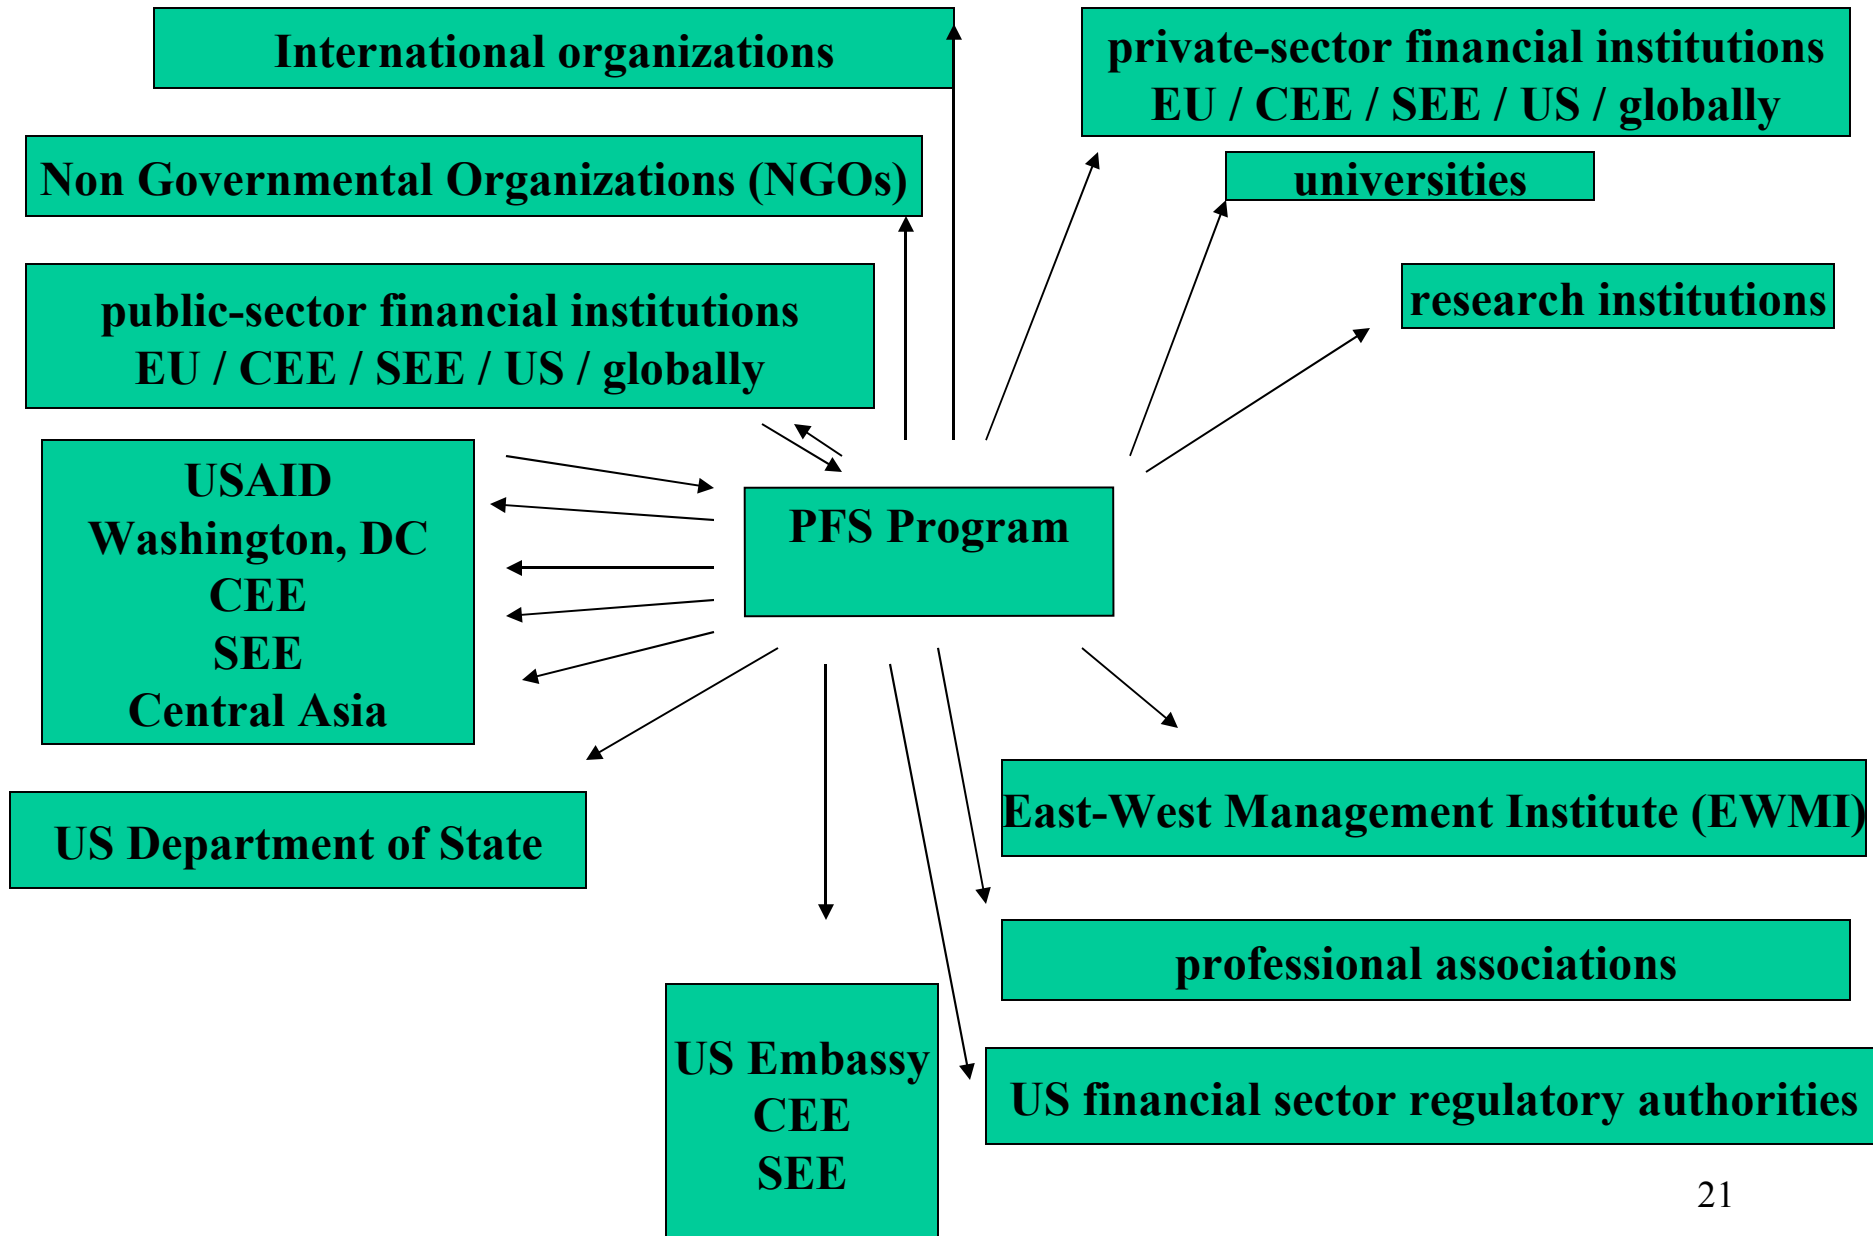 International organizations
private-sector financial institutions
EU / CEE / SEE / US / globally
Non Governmental Organizations (NGOs)
universities
public-sector financial institutions
EU / CEE / SEE / US / globally
research institutions
USAID
Washington, DC
CEE
SEE
Central Asia
PFS Program
US Department of State
East-West Management Institute (EWMI)
professional associations
US Embassy
CEE
SEE
US financial sector regulatory authorities
21